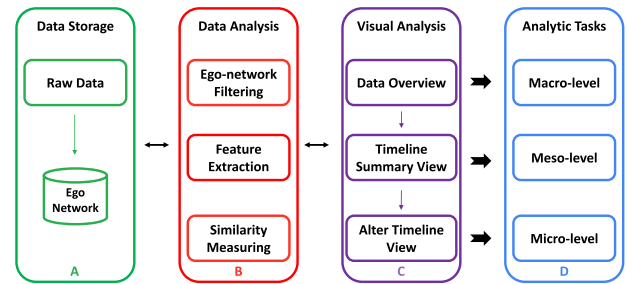 Data Storage
Raw Data
Ego
Network
A
Data Analysis
Ego-network
Filtering
Feature
Extraction
Similarity
Measuring
B
Visual Analysis
Data Overview
Timeline
Summary View
Alter Timeline
View
C
Analytic Tasks
Macro-level
Meso-level
Micro-level
D